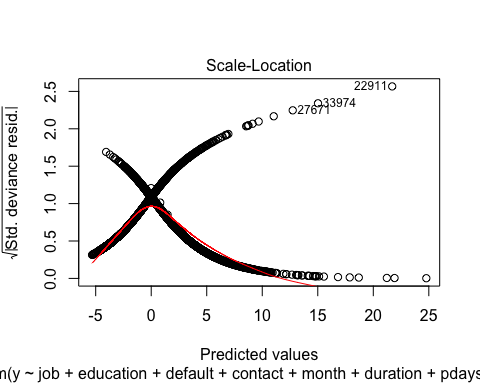 Scale-Location
√|Std. deviance resid.|
2.5
2.0
1.5
1.0
0.5
0.0
22911
33974
27671
-5 0 5 10 15 20 25
Predicted values
m(y ~ job + education + default + contact + month + duration + pdays